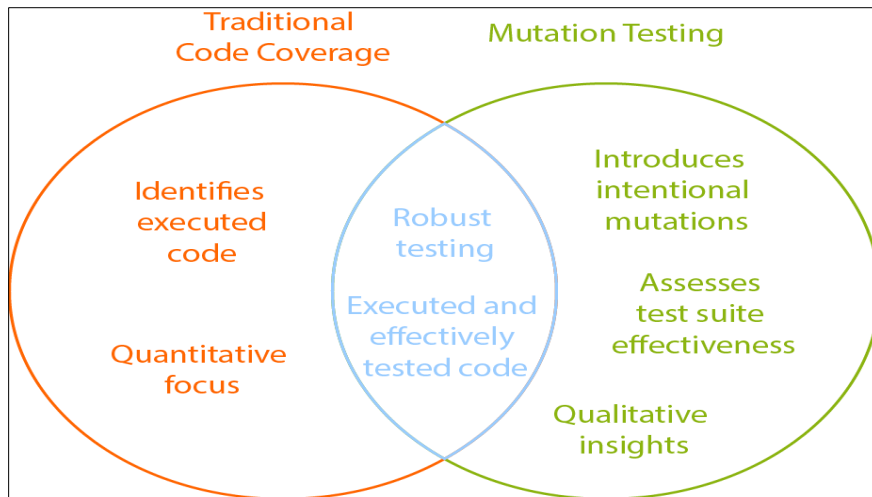 Traditional
Code Coverage
Mutation Testing
Identifies
executed
code
Quantitative
focus
Robust
testing
Executed and
effectively
tested code
Introduces
intentional
mutations
Assesses
test suite
effectiveness
Qualitative
insights